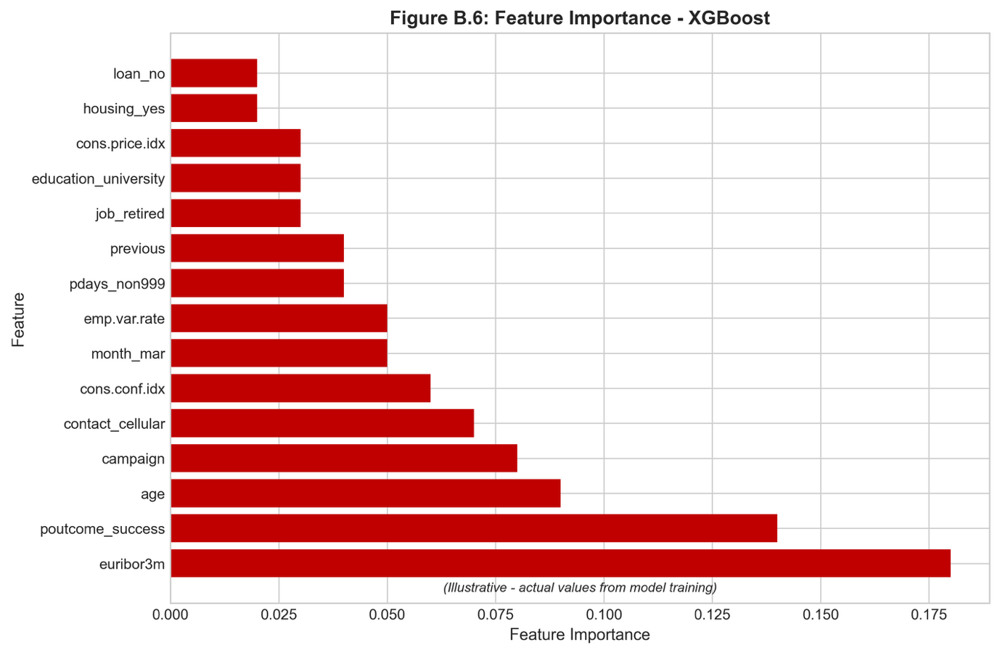 Figure B.6: Feature Importance - XGBoost
loan_no
housing_yes
cons.price.idx
education_university
job_retired
previous
pdays_non999
emp.var.rate
month_mar
cons.conf.idx
contact_cellular
campaign
age
poutcome_success
euribor3m
Feature
(Illustrative - actual values from model training)
0.000 0.025 0.050 0.075 0.100 0.125 0.150 0.175
Feature Importance